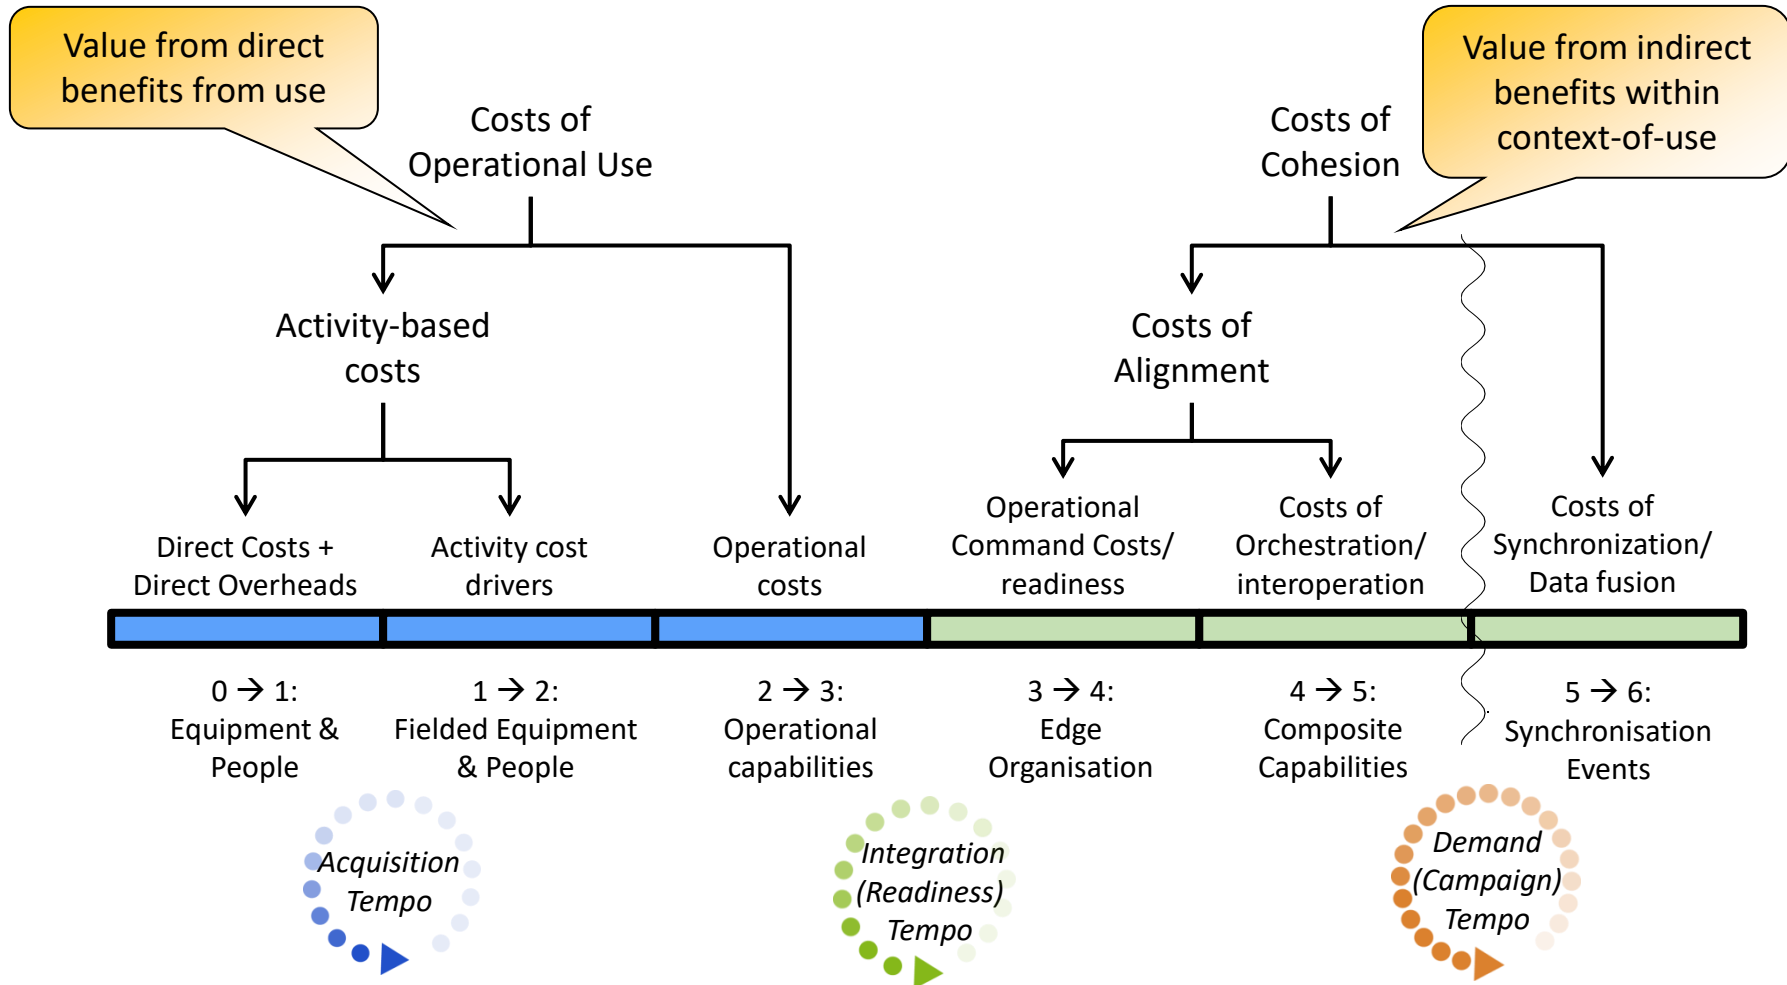 Value from direct
benefits from use
Value from indirect
benefits within
context-of-use
Costs of
Operational Use
Costs of
Cohesion
Activity-based
costs
Costs of
Alignment
Direct Costs +
Direct Overheads
Activity cost
drivers
Operational
costs
Operational
Command Costs/
readiness
Costs of
Orchestration/
interoperation
Costs of
Synchronization/
Data fusion
0 → 1:
Equipment &
People
1 → 2:
Fielded Equipment
& People
2 → 3:
Operational
capabilities
3 → 4:
Edge
Organisation
4 → 5:
Composite
Capabilities
5 → 6:
Synchronisation
Events
Acquisition
Tempo
Integration
(Readiness)
Tempo
Demand
(Campaign)
Tempo